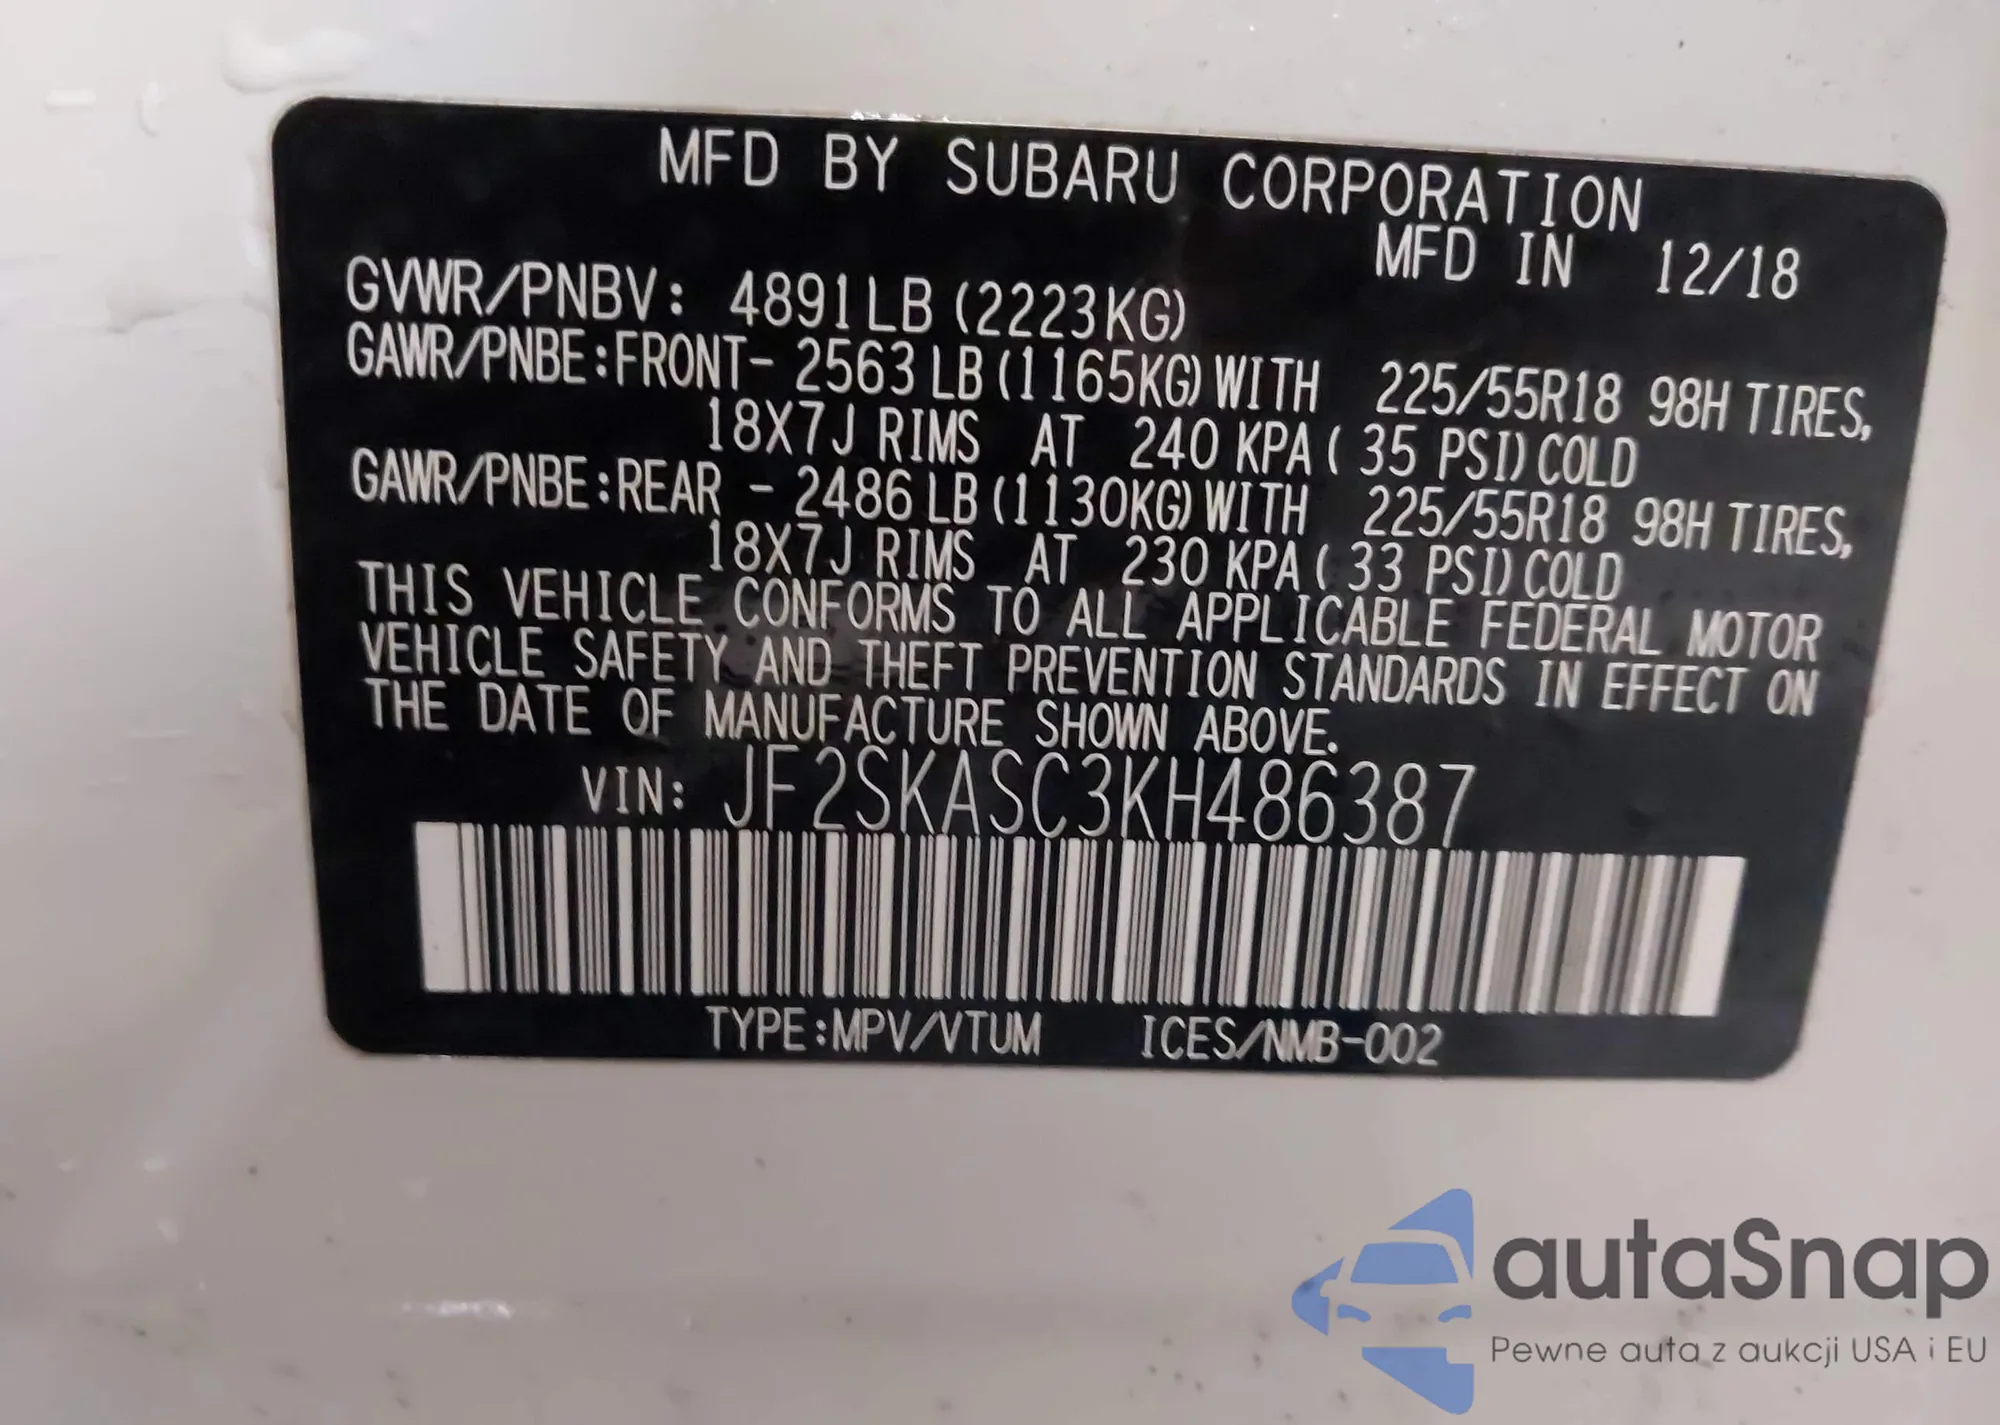 MFD BY SUBARU CORPORATION
MFD IN 12/18
GVWR/PNBV: 4891LB (2223KG)
GAWR/PNBE:FRONT- 2563 LB (1165KG) WITH 225/55R18 98H TIRES,
18X7J RIMS AT 240 KPA ( 35 PSI) COLD
GAWR/PNBE:REAR - 2486 LB (1130KG) WITH 225/55R18 98H TIRES,
18X7J RIMS AT 230 KPA ( 33 PSI) COLD
THIS VEHICLE CONFORMS TO ALL APPLICABLE FEDERAL MOTOR
VEHICLE SAFETY AND THEFT PREVENTION STANDARDS IN EFFECT ON
THE DATE OF MANUFACTURE SHOWN ABOVE.
VIN: JF2SKASC3KH486387
TYPE:MPV/VTUM ICES/NMB-002
autaSnap
Pewne auta z aukcji USA i EU